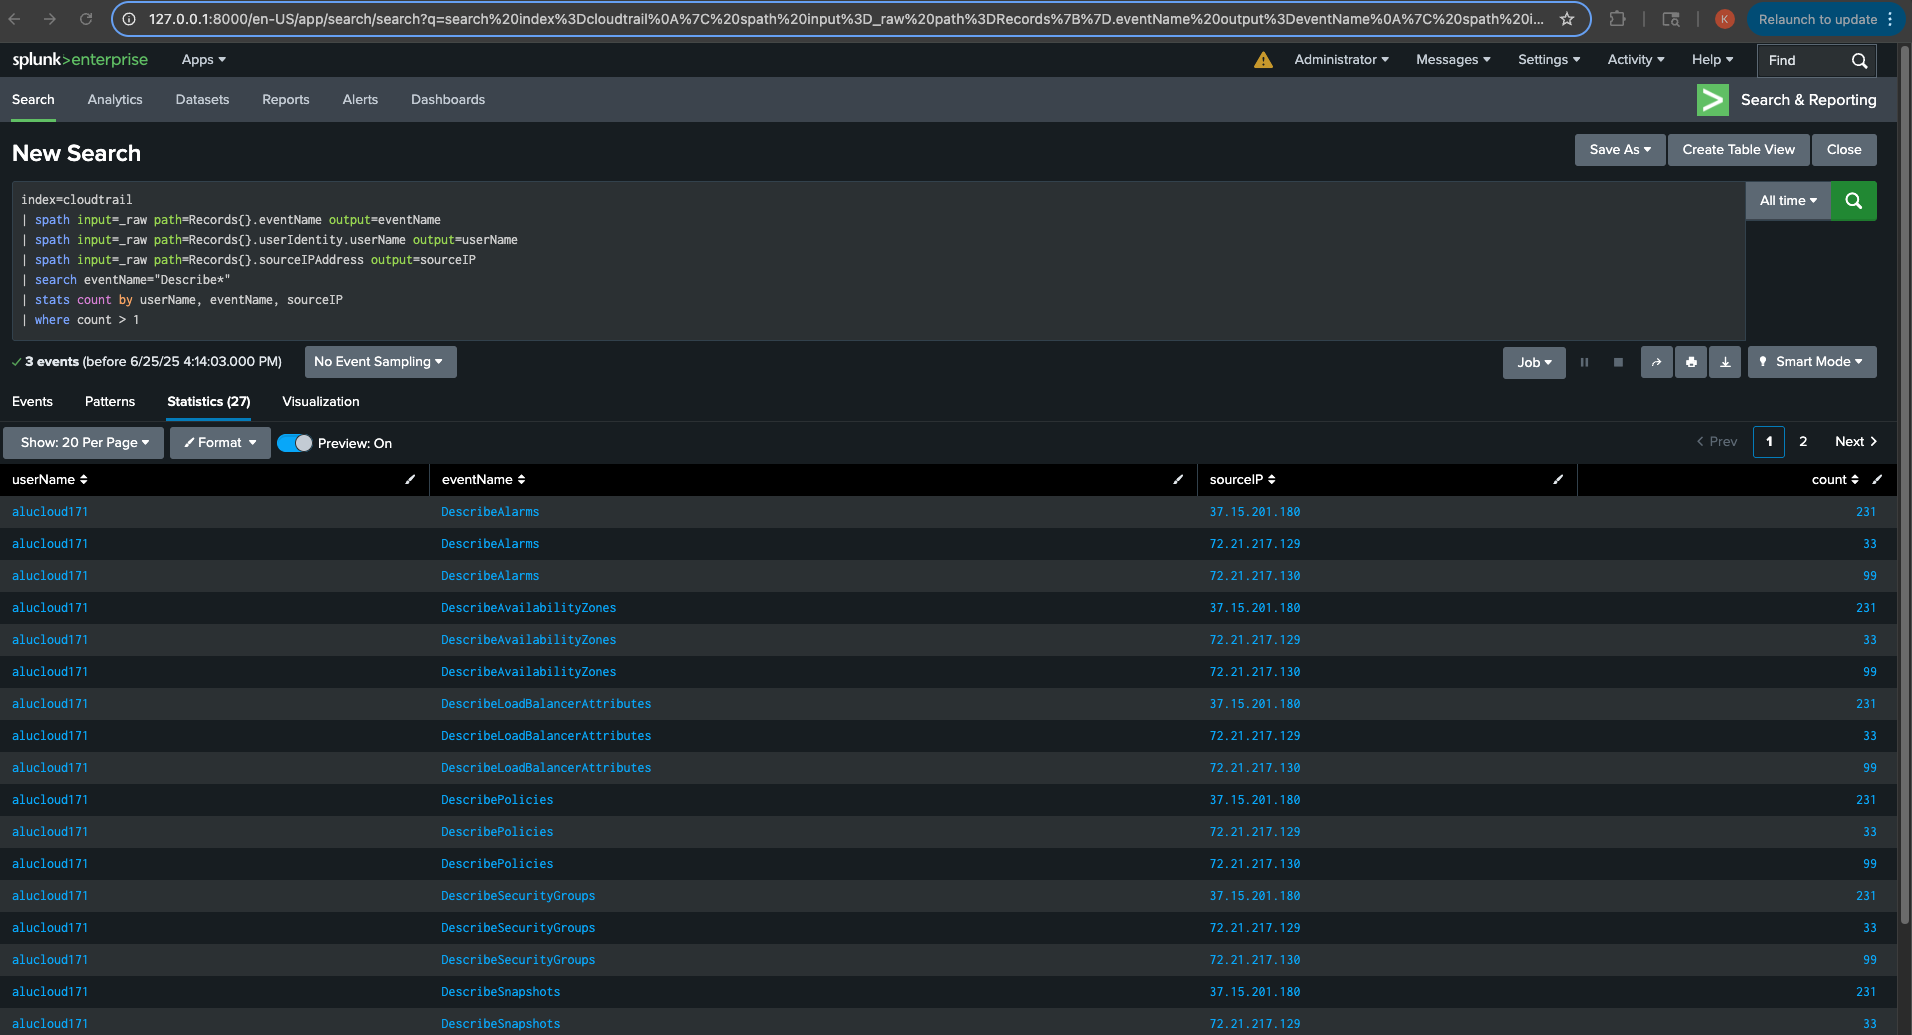 127.0.0.1:8000/en-US/app/search/search?q=search%20index%3Dcloudtrail%0A%7C%20spath%20input%3D_raw%20path%3DRecords%7B%7D.eventName%20output%3DeventName%0A%7C%20spath%20i...
K
Relaunch to update
splunk>enterprise
Apps
Administrator
Messages
Settings
Activity
Help
Find
Search
Analytics
Datasets
Reports
Alerts
Dashboards
Search & Reporting
New Search
Save As
Create Table View
Close
index=cloudtrail
| spath input=_raw path=Records{}.eventName output=eventName
| spath input=_raw path=Records{}.userIdentity.userName output=userName
| spath input=_raw path=Records{}.sourceIPAddress output=sourceIP
| search eventName="Describe*"
| stats count by userName, eventName, sourceIP
| where count > 1
All time
3 events (before 6/25/25 4:14:03.000 PM)
No Event Sampling
Job
Smart Mode
Events
Patterns
Statistics (27)
Visualization
Show: 20 Per Page
Format
Preview: On
Prev
1
2
Next
userName eventName sourceIP count
alucloud171 DescribeAlarms 37.15.201.180 231
alucloud171 DescribeAlarms 72.21.217.129 33
alucloud171 DescribeAlarms 72.21.217.130 99
alucloud171 DescribeAvailabilityZones 37.15.201.180 231
alucloud171 DescribeAvailabilityZones 72.21.217.129 33
alucloud171 DescribeAvailabilityZones 72.21.217.130 99
alucloud171 DescribeLoadBalancerAttributes 37.15.201.180 231
alucloud171 DescribeLoadBalancerAttributes 72.21.217.129 33
alucloud171 DescribeLoadBalancerAttributes 72.21.217.130 99
alucloud171 DescribePolicies 37.15.201.180 231
alucloud171 DescribePolicies 72.21.217.129 33
alucloud171 DescribePolicies 72.21.217.130 99
alucloud171 DescribeSecurityGroups 37.15.201.180 231
alucloud171 DescribeSecurityGroups 72.21.217.129 33
alucloud171 DescribeSecurityGroups 72.21.217.130 99
alucloud171 DescribeSnapshots 37.15.201.180 231
alucloud171 DescribeSnapshots 72.21.217.129 33